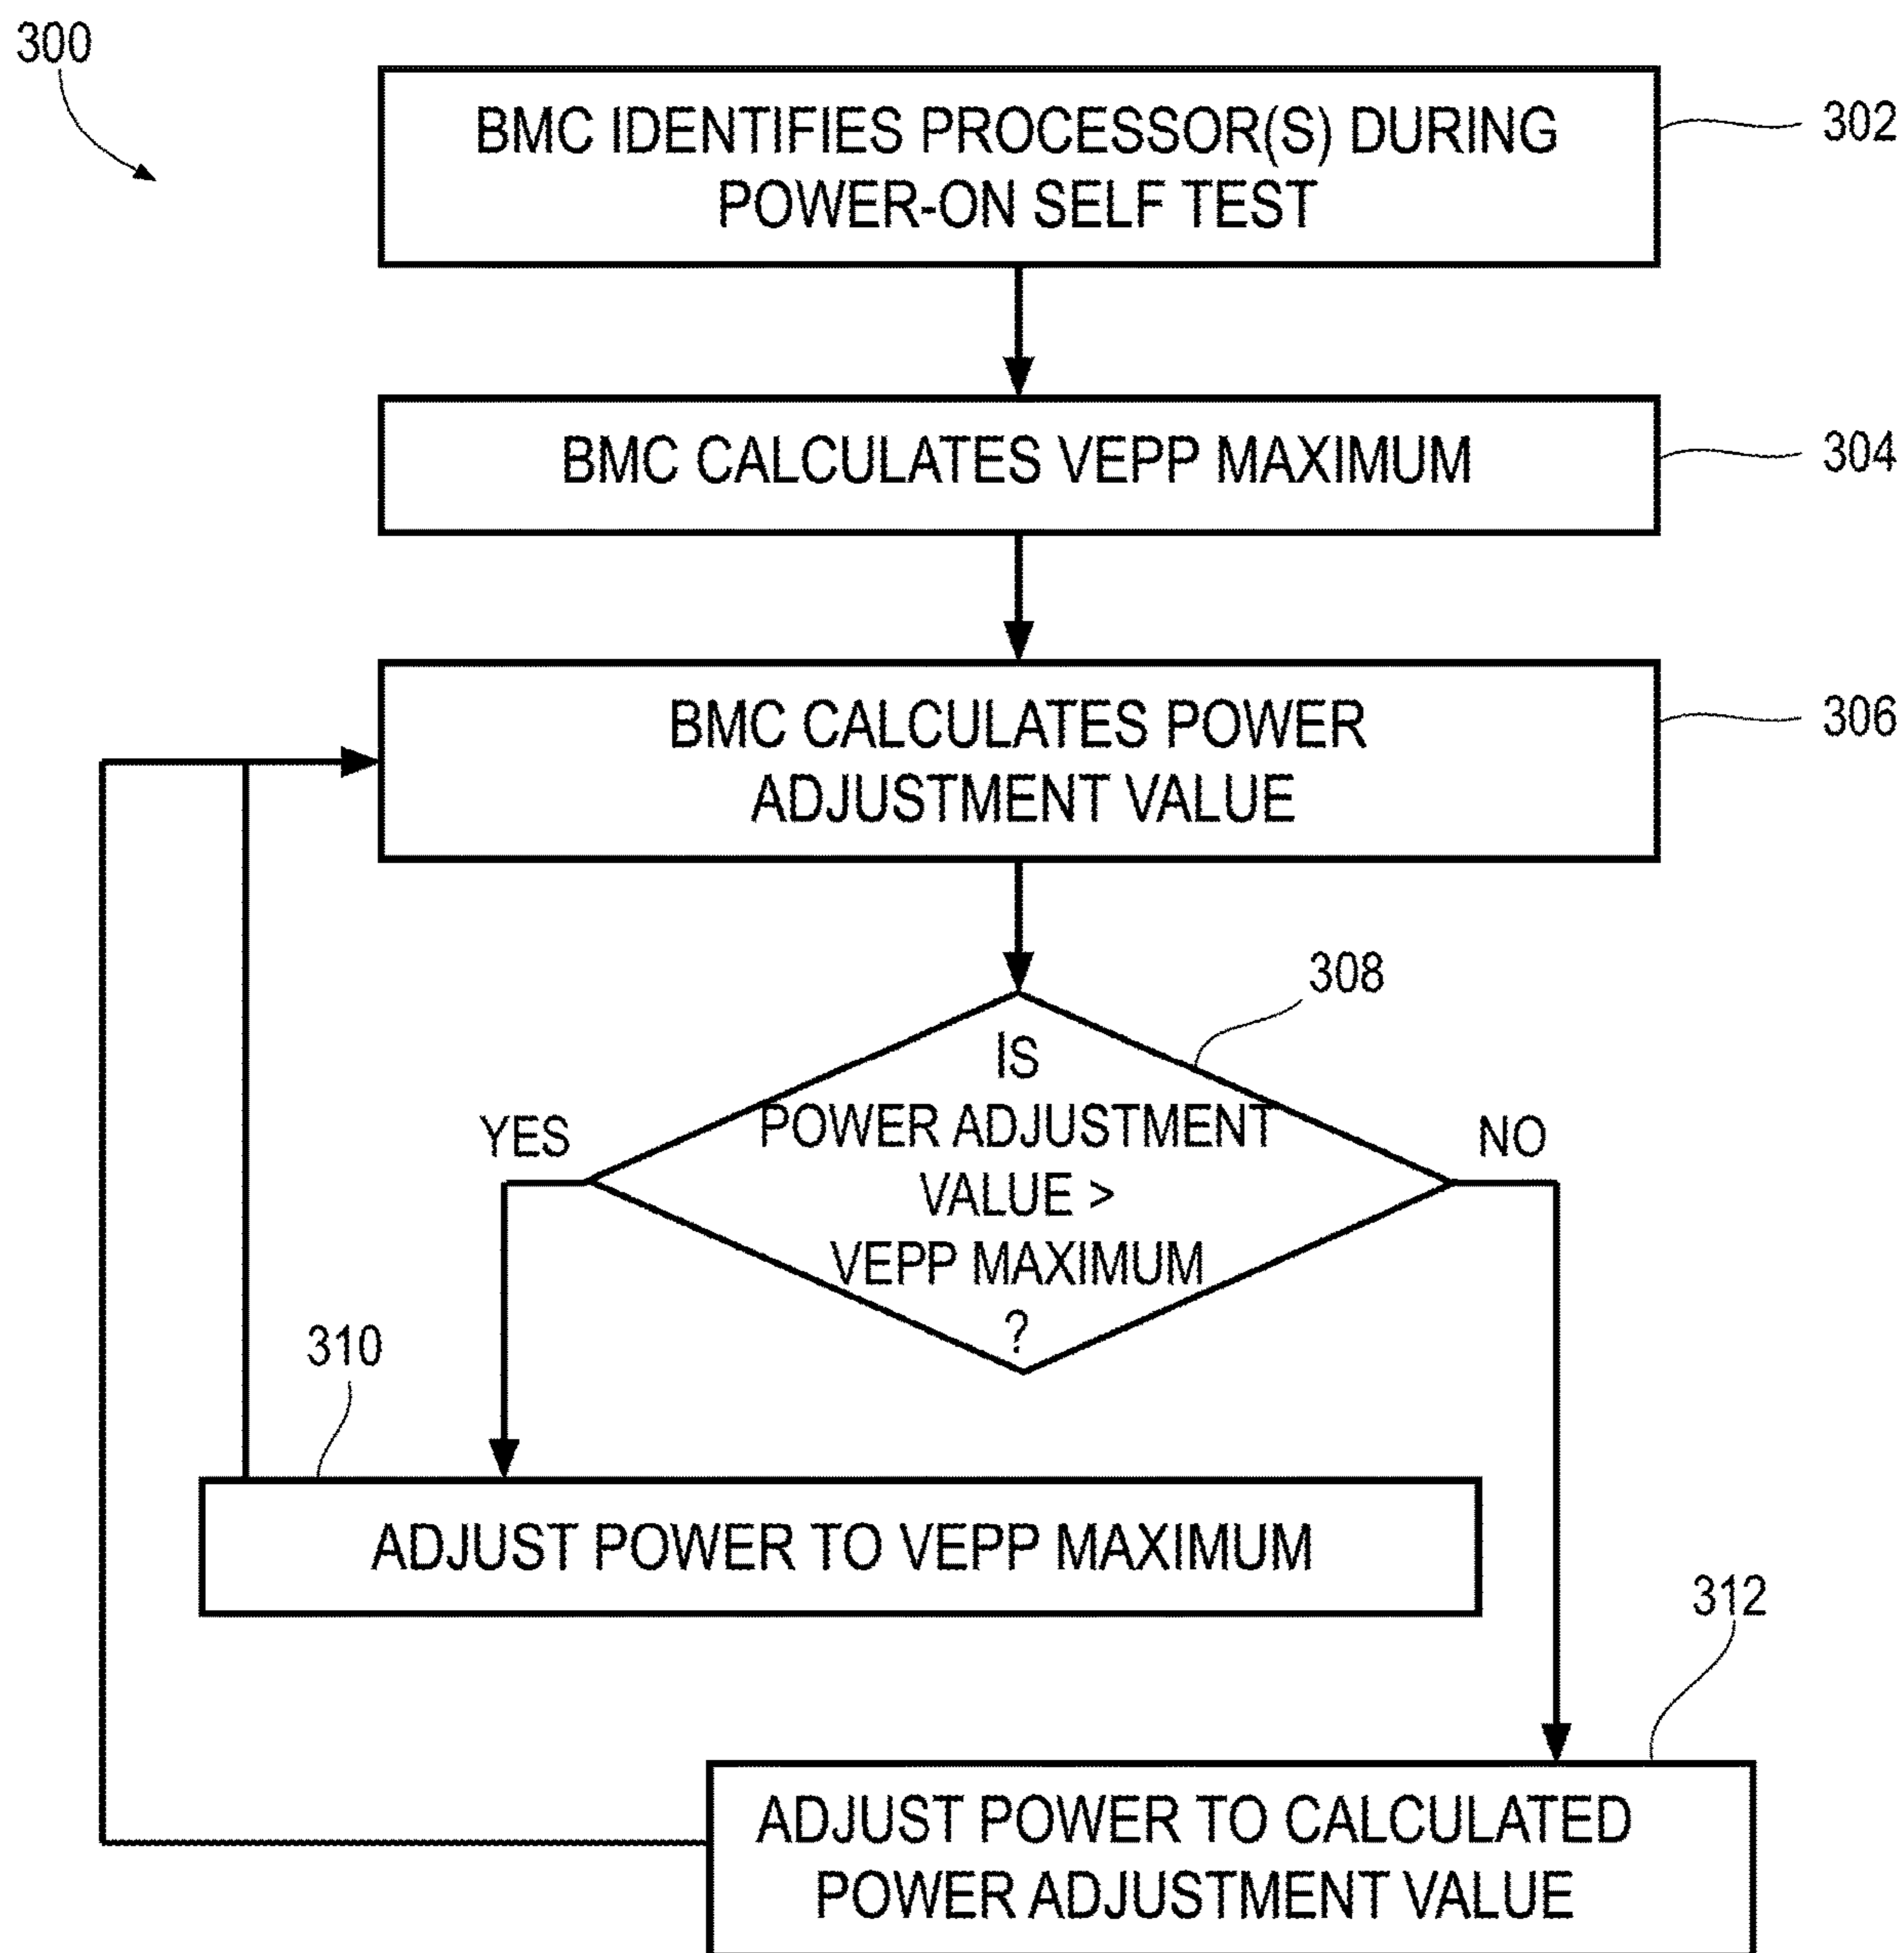 300
BMC IDENTIFIES PROCESSOR(S) DURING
POWER-ON SELF TEST
302
BMC CALCULATES VEPP MAXIMUM
304
BMC CALCULATES POWER
ADJUSTMENT VALUE
306
308
IS
POWER ADJUSTMENT
VALUE >
VEPP MAXIMUM
?
YES
NO
310
ADJUST POWER TO VEPP MAXIMUM
312
ADJUST POWER TO CALCULATED
POWER ADJUSTMENT VALUE